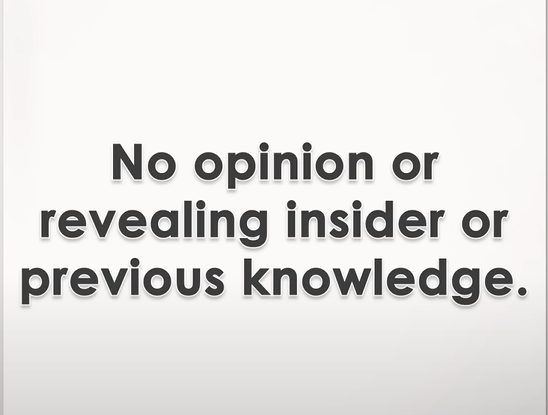 No opinion or
revealing insider or
previous knowledge.